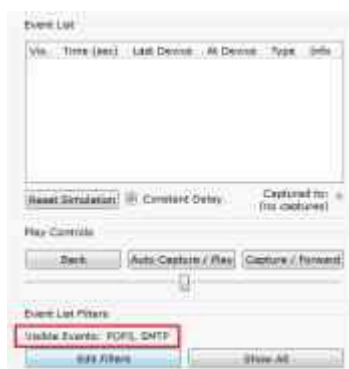 Event List
Vis. Time (sec) Last Device At Device Type Info
Reset Simulation Constant Delay Captured to:
(no captures)
Play Controls
Back Auto Capture / Play Capture / Forward
Event List Filters
Visible Events: POP3, SMTP
Edit Filters Show All